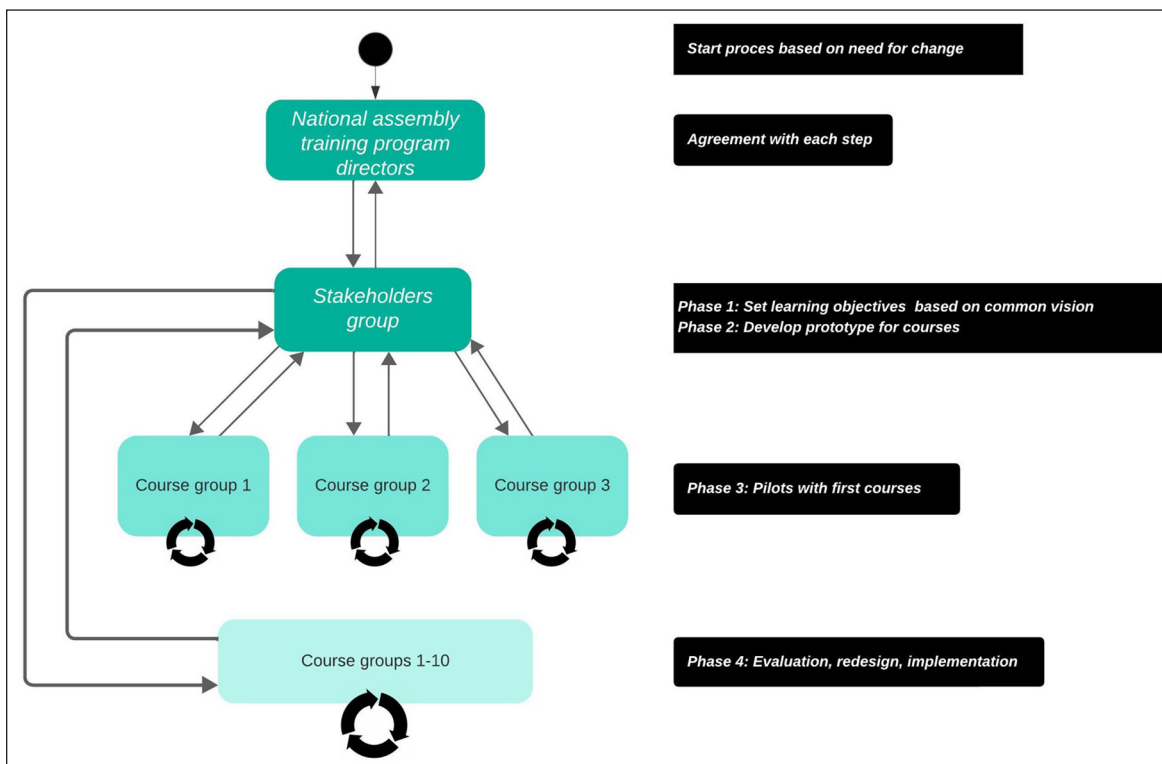 Start proces based on need for change
National assembly
training program
directors
Agreement with each step
Stakeholders
group
Phase 1: Set learning objectives based on common vision
Phase 2: Develop prototype for courses
Course group 1
Course group 2
Course group 3
Phase 3: Pilots with first courses
Course groups 1-10
Phase 4: Evaluation, redesign, implementation